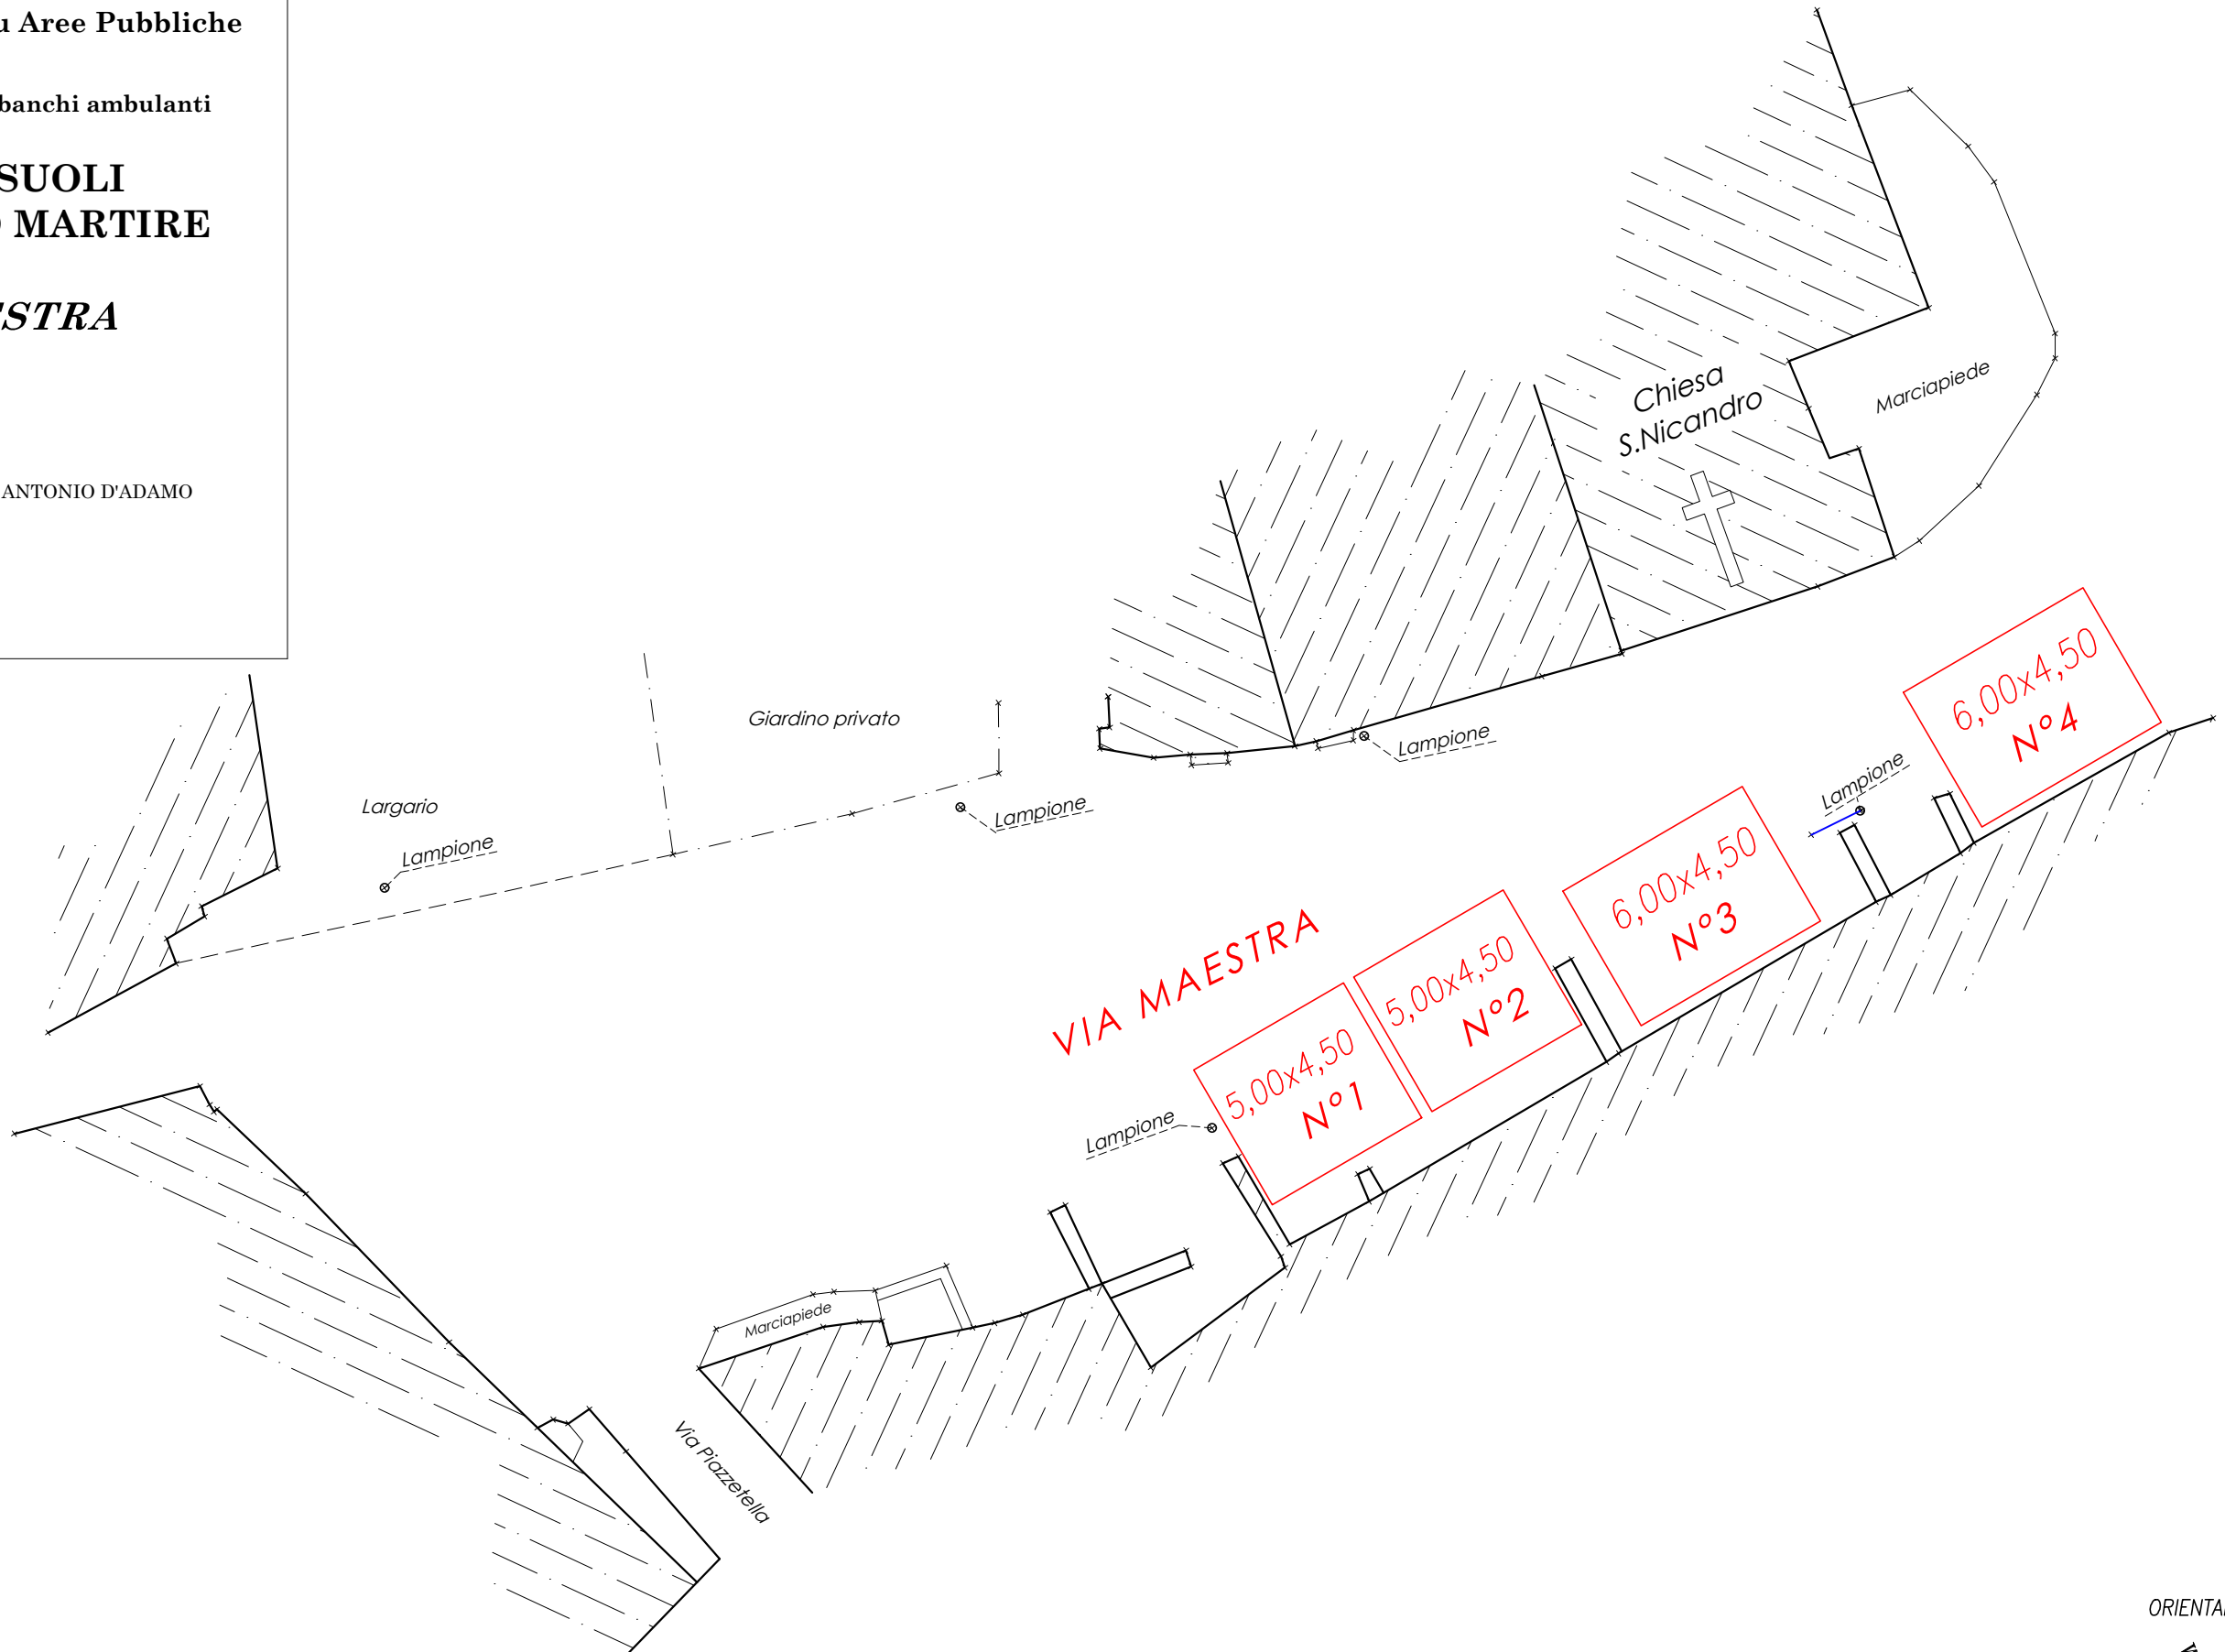 u Aree Pubbliche
banchi ambulanti
SUOLI
MARTIRE
STRA
ANTONIO D'ADAMO
Chiesa
S.Nicandro
Marciapiede
Giardino privato
Largario
Lampione
Lampione
Lampione
Lampione
6,00x4,50
N°4
6,00x4,50
N°3
VIA MAESTRA
5,00x4,50
N°2
5,00x4,50
N°1
Lampione
Marciapiede
Via Piazzetella
ORIENTA